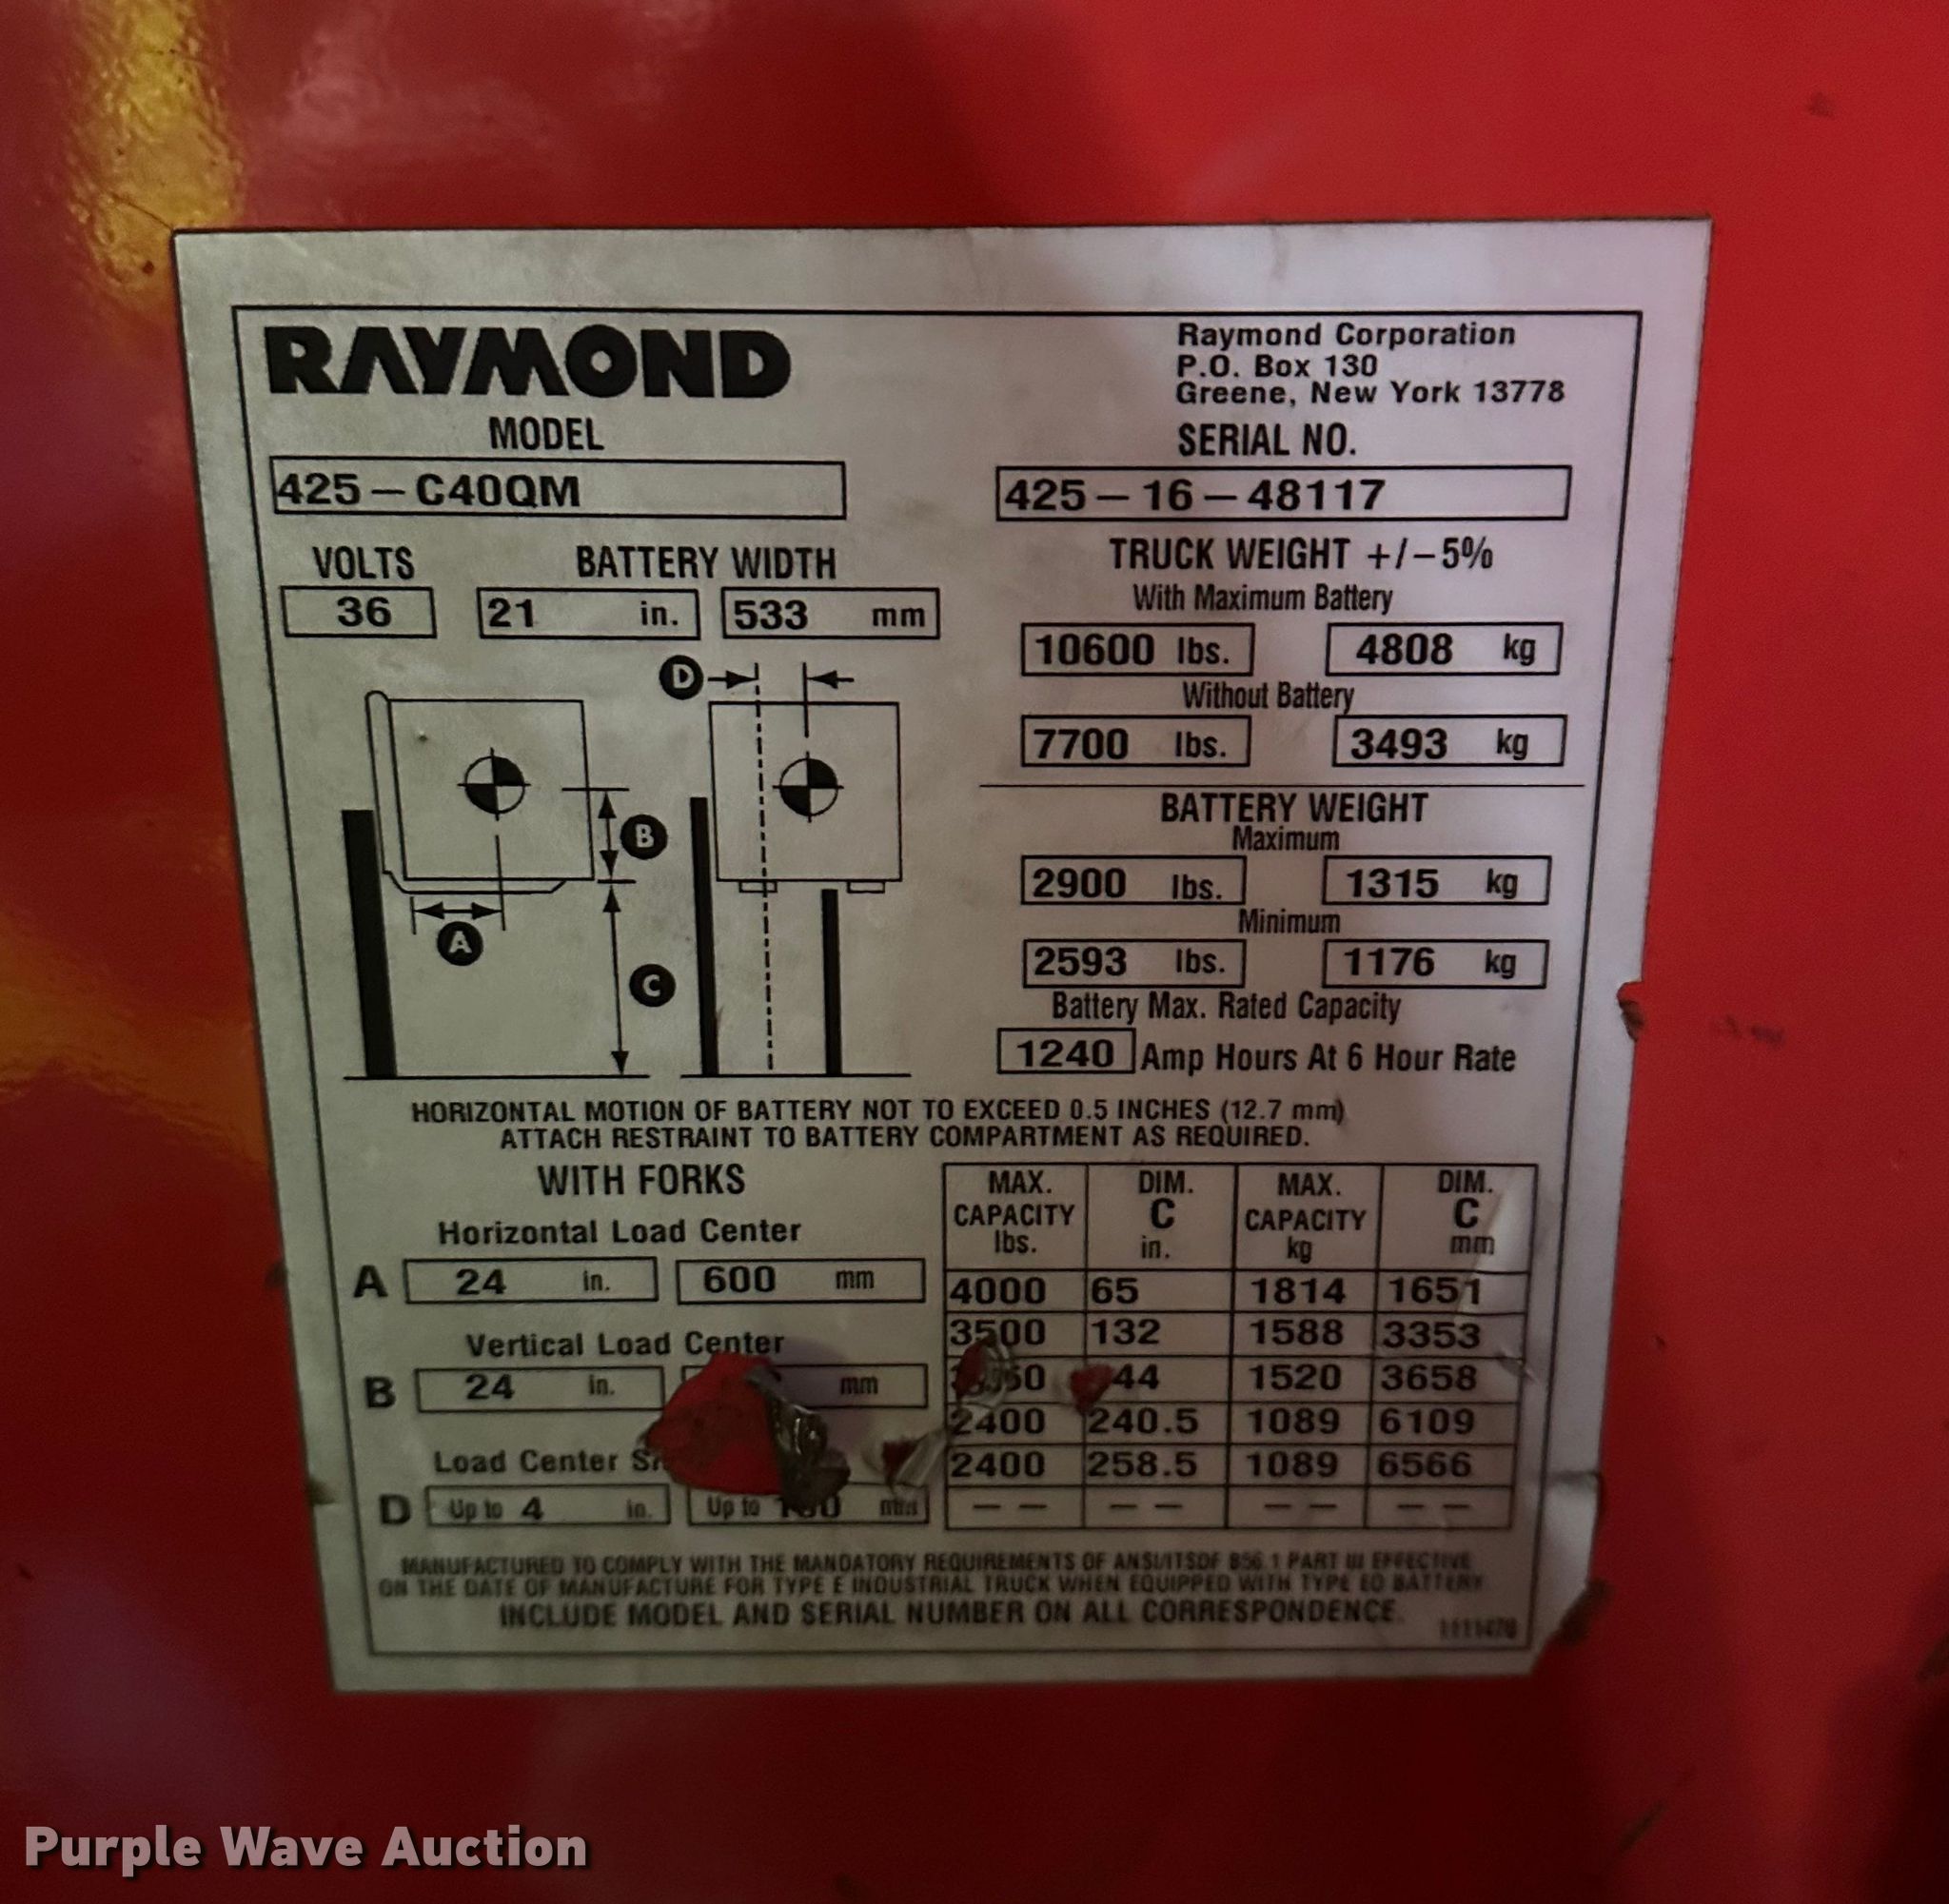 RAYMOND
Raymond Corporation
P.O. Box 130
Greene, New York 13778
MODEL
425-C40QM
SERIAL NO.
425-16-48117
VOLTS
36
BATTERY WIDTH
21 in. 533 mm
TRUCK WEIGHT +/-5%
With Maximum Battery
10600 lbs. 4808 kg
Without Battery
7700 lbs. 3493 kg
BATTERY WEIGHT
Maximum
2900 lbs. 1315 kg
Minimum
2593 lbs. 1176 kg
Battery Max. Rated Capacity
1240 Amp Hours At 6 Hour Rate
D
B
A
C
HORIZONTAL MOTION OF BATTERY NOT TO EXCEED 0.5 INCHES (12.7 mm)
ATTACH RESTRAINT TO BATTERY COMPARTMENT AS REQUIRED.
WITH FORKS
Horizontal Load Center
A 24 in. 600 mm
Vertical Load Center
B 24 in. mm
Load Center
D Up to 4 in. Up to mm
MAX. CAPACITY lbs. DIM. C in. MAX. CAPACITY kg DIM. C mm
4000 65 1814 1651
3500 132 1588 3353
44 1520 3658
2400 240.5 1089 6109
2400 258.5 1089 6566
-- -- -- --
MANUFACTURED TO COMPLY WITH THE MANDATORY REQUIREMENTS OF ANSI/ITSDF B56.1 PART III EFFECTIVE
ON THE DATE OF MANUFACTURE FOR TYPE E INDUSTRIAL TRUCK WHEN EQUIPPED WITH TYPE EO BATTERY
INCLUDE MODEL AND SERIAL NUMBER ON ALL CORRESPONDENCE.
Purple Wave Auction